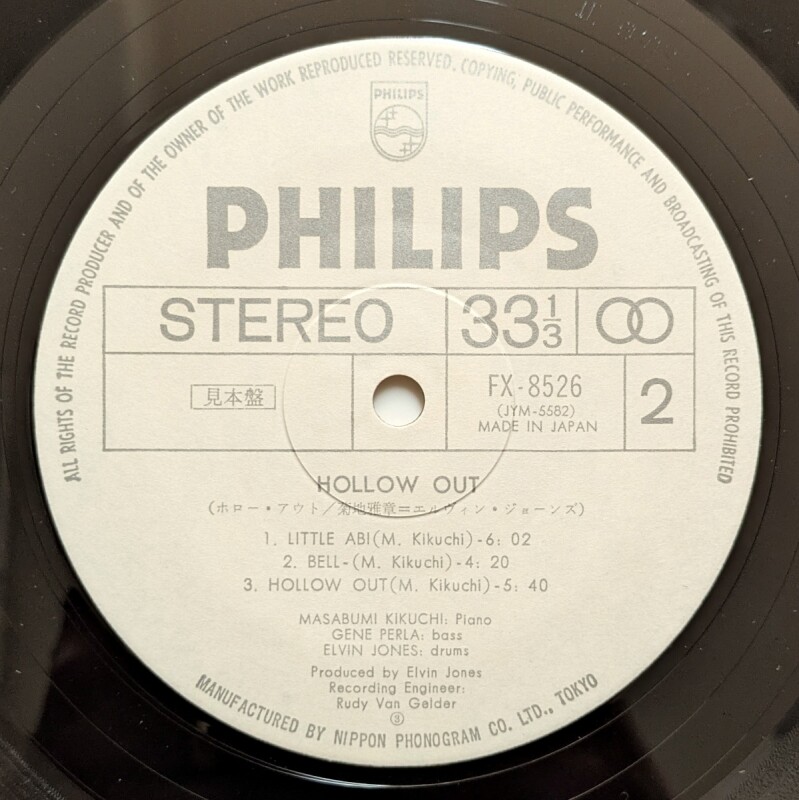 ALL RIGHTS OF THE RECORD PRODUCER AND OF THE OWNER OF THE WORK REPRODUCED RESERVED. COPYING, PUBLIC PERFORMANCE AND BROADCASTING OF THIS RECORD PROHIBITED
PHILIPS
PHILIPS
STEREO 33 1/3
見本盤 FX-8526 2
(JYM-5582)
MADE IN JAPAN
HOLLOW OUT
(ホロー・アウト/菊地雅章=エルヴィン・ジョーンズ)
1. LITTLE ABI(M. Kikuchi)-6: 02
2. BELL-(M. Kikuchi)-4: 20
3. HOLLOW OUT(M. Kikuchi)-5: 40
MASABUMI KIKUCHI: Piano
GENE PERLA: bass
ELVIN JONES: drums
Produced by Elvin Jones
Recording Engineer:
Rudy Van Gelder
③
MANUFACTURED BY NIPPON PHONOGRAM CO. LTD., TOKYO